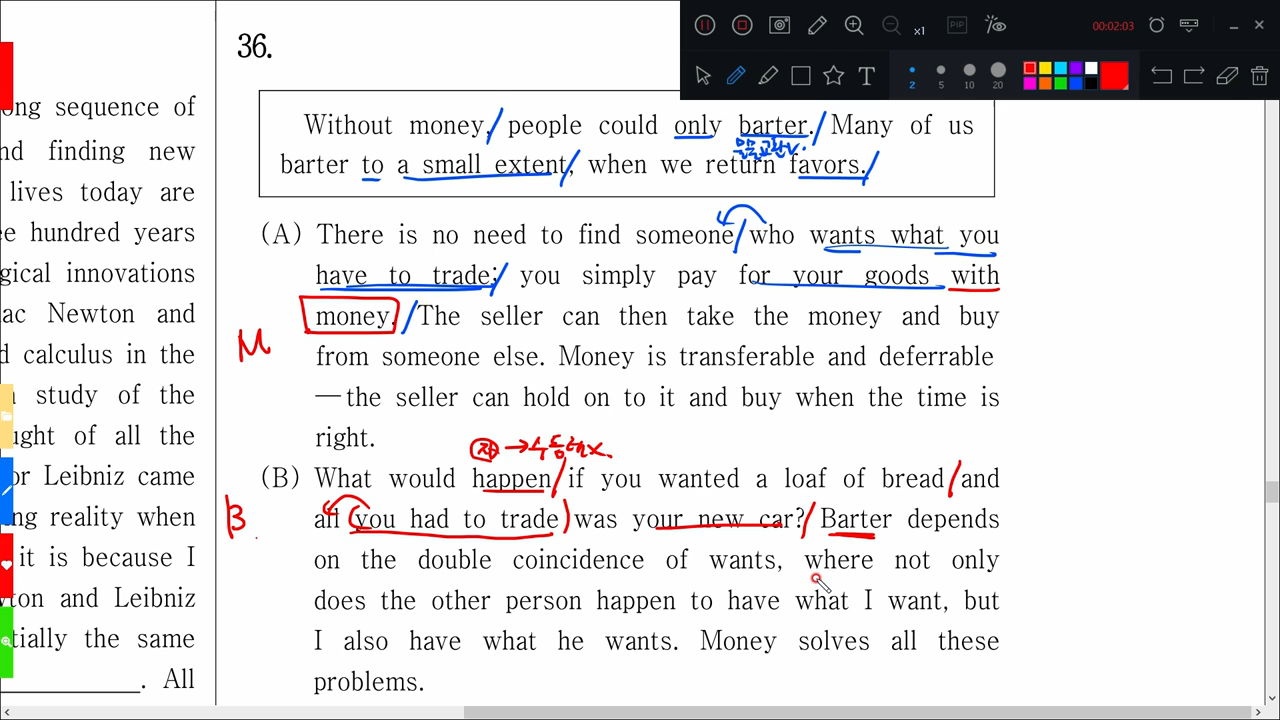 36.
x1
PIP
00:02:03
T
2
5
10
20
ong sequence of
nd finding new
lives today are
ee hundred years
gical innovations
ac Newton and
d calculus in the
study of the
ught of all the
or Leibniz came
ng reality when
it is because I
ton and Leibniz
tially the same
. All
Without money, people could only barter. Many of us
물물교환v.
barter to a small extent, when we return favors.
(A) There is no need to find someone who wants what you
have to trade; you simply pay for your goods with
money. The seller can then take the money and buy
M
from someone else. Money is transferable and deferrable
—the seller can hold on to it and buy when the time is
right.
자 → 수동태x.
(B) What would happen if you wanted a loaf of bread and
B
all you had to trade was your new car? Barter depends
on the double coincidence of wants, where not only
does the other person happen to have what I want, but
I also have what he wants. Money solves all these
problems.